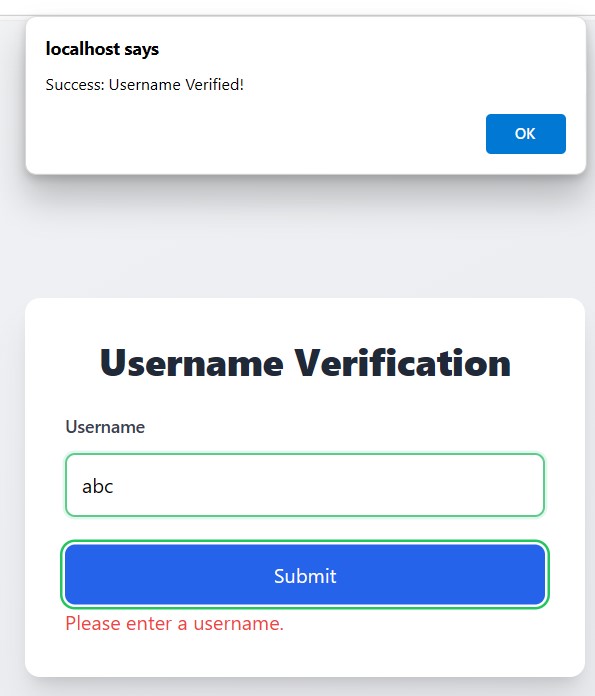 localhost says
Success: Username Verified!
OK
Username Verification
Username
abc
Submit
Please enter a username.